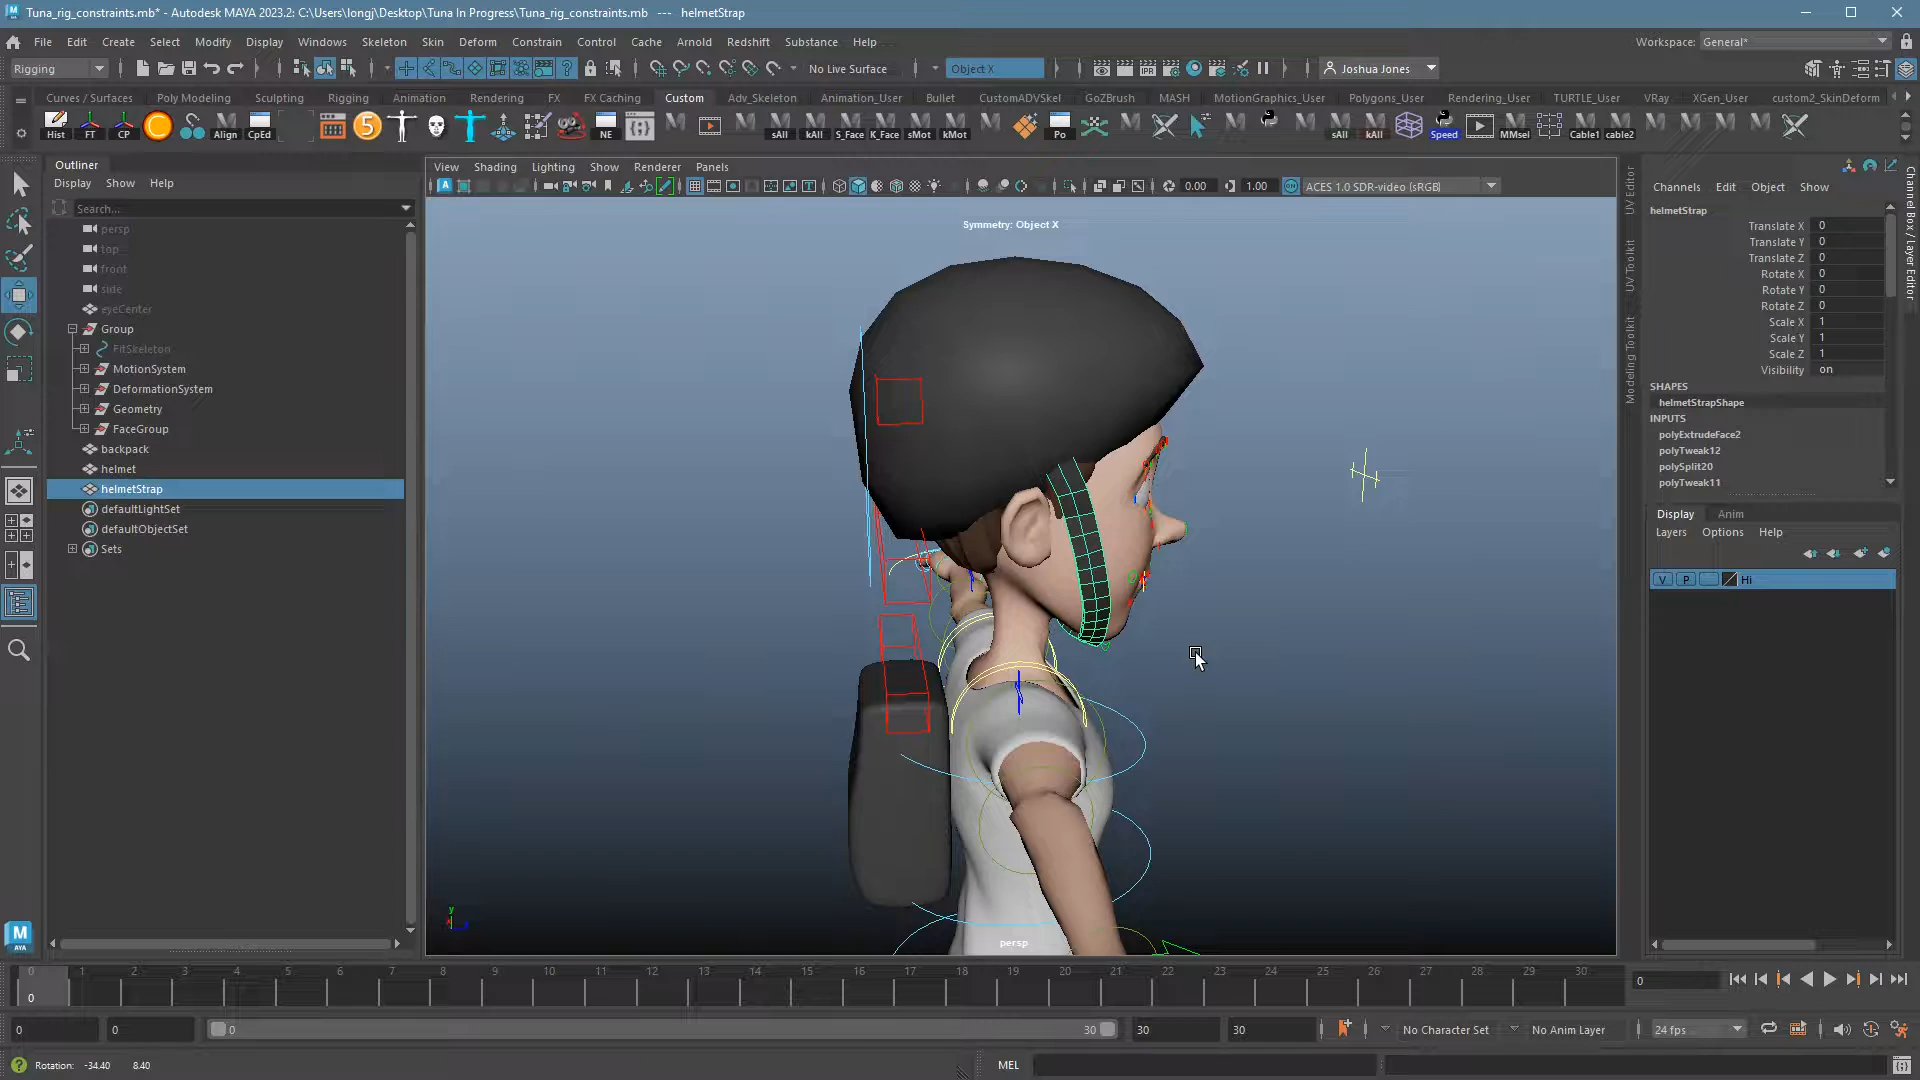 Tuna_rig_constraints.mb* - Autodesk MAYA 2023.2: C:\Users\longj\Desktop\Tuna In Progress\Tuna_rig_constraints.mb   ---   helmetStrap
File Edit Create Select Modify Display Windows Skeleton Skin Deform Constrain Control Cache Arnold Redshift Substance Help
Workspace: General*
Rigging
No Live Surface
Object X
Joshua Jones
Curves / Surfaces Poly Modeling Sculpting Rigging Animation Rendering FX FX Caching Custom Adv_Skeleton Animation_User Bullet CustomADVSkel GoZBrush MASH MotionGraphics_User Polygons_User Rendering_User TURTLE_User VRay XGen_User custom2_SkinDeform
Hist FT CP Align CpEd 5 NE sAll kAll S_Face K_Face sMot kMot Po sAll kAll Speed MMsel Cable1 cable2
Outliner
Display Show Help
Search...
persp
top
front
side
eyeCenter
Group
FitSkeleton
MotionSystem
DeformationSystem
Geometry
FaceGroup
backpack
helmet
helmetStrap
defaultLightSet
defaultObjectSet
Sets
View Shading Lighting Show Renderer Panels
0.00 1.00 ACES 1.0 SDR-video (sRGB)
Symmetry: Object X
persp
y
UV Editor
UV Toolkit
Modeling Toolkit
Channels Edit Object Show
helmetStrap
Translate X 0
Translate Y 0
Translate Z 0
Rotate X 0
Rotate Y 0
Rotate Z 0
Scale X 1
Scale Y 1
Scale Z 1
Visibility on
SHAPES
helmetStrapShape
INPUTS
polyExtrudeFace2
polyTweak12
polySplit20
polyTweak11
Display Anim
Layers Options Help
V P Hi
Channel Box / Layer Editor
M
AYA
0 1 2 3 4 5 6 7 8 9 10 11 12 13 14 15 16 17 18 19 20 21 22 23 24 25 26 27 28 29 30
0
0
0 0 0 30 30 30 No Character Set No Anim Layer 24 fps
Rotation: -34.40 8.40
MEL